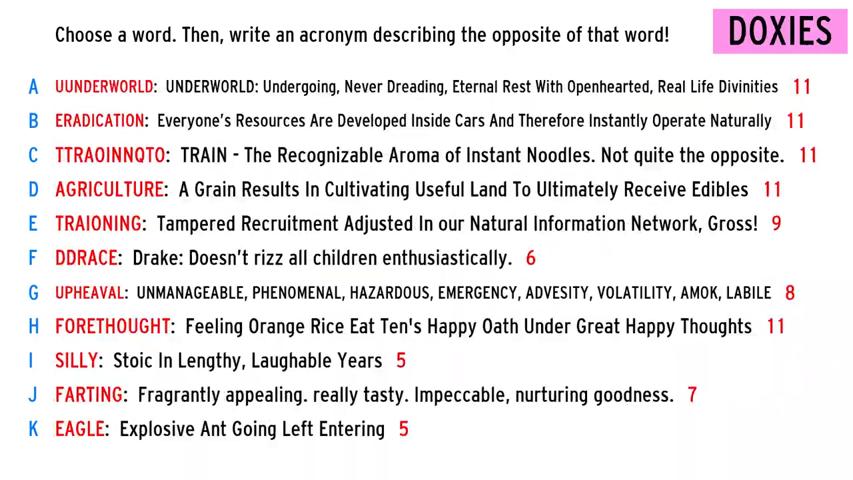 Choose a word. Then, write an acronym describing the opposite of that word!
DOXIES
A UUNDERWORLD: UNDERWORLD: Undergoing, Never Dreading, Eternal Rest With Openhearted, Real Life Divinities 11
B ERADICATION: Everyone's Resources Are Developed Inside Cars And Therefore Instantly Operate Naturally 11
C TTRAOINNQTO: TRAIN - The Recognizable Aroma of Instant Noodles. Not quite the opposite. 11
D AGRICULTURE: A Grain Results In Cultivating Useful Land To Ultimately Receive Edibles 11
E TRAIONING: Tampered Recruitment Adjusted In our Natural Information Network, Gross! 9
F DDRACE: Drake: Doesn't rizz all children enthusiastically. 6
G UPHEAVAL: UNMANAGEABLE, PHENOMENAL, HAZARDOUS, EMERGENCY, ADVESITY, VOLATILITY, AMOK, LABILE 8
H FORETHOUGHT: Feeling Orange Rice Eat Ten's Happy Oath Under Great Happy Thoughts 11
I SILLY: Stoic In Lengthy, Laughable Years 5
J FARTING: Fragrantly appealing. really tasty. Impeccable, nurturing goodness. 7
K EAGLE: Explosive Ant Going Left Entering 5